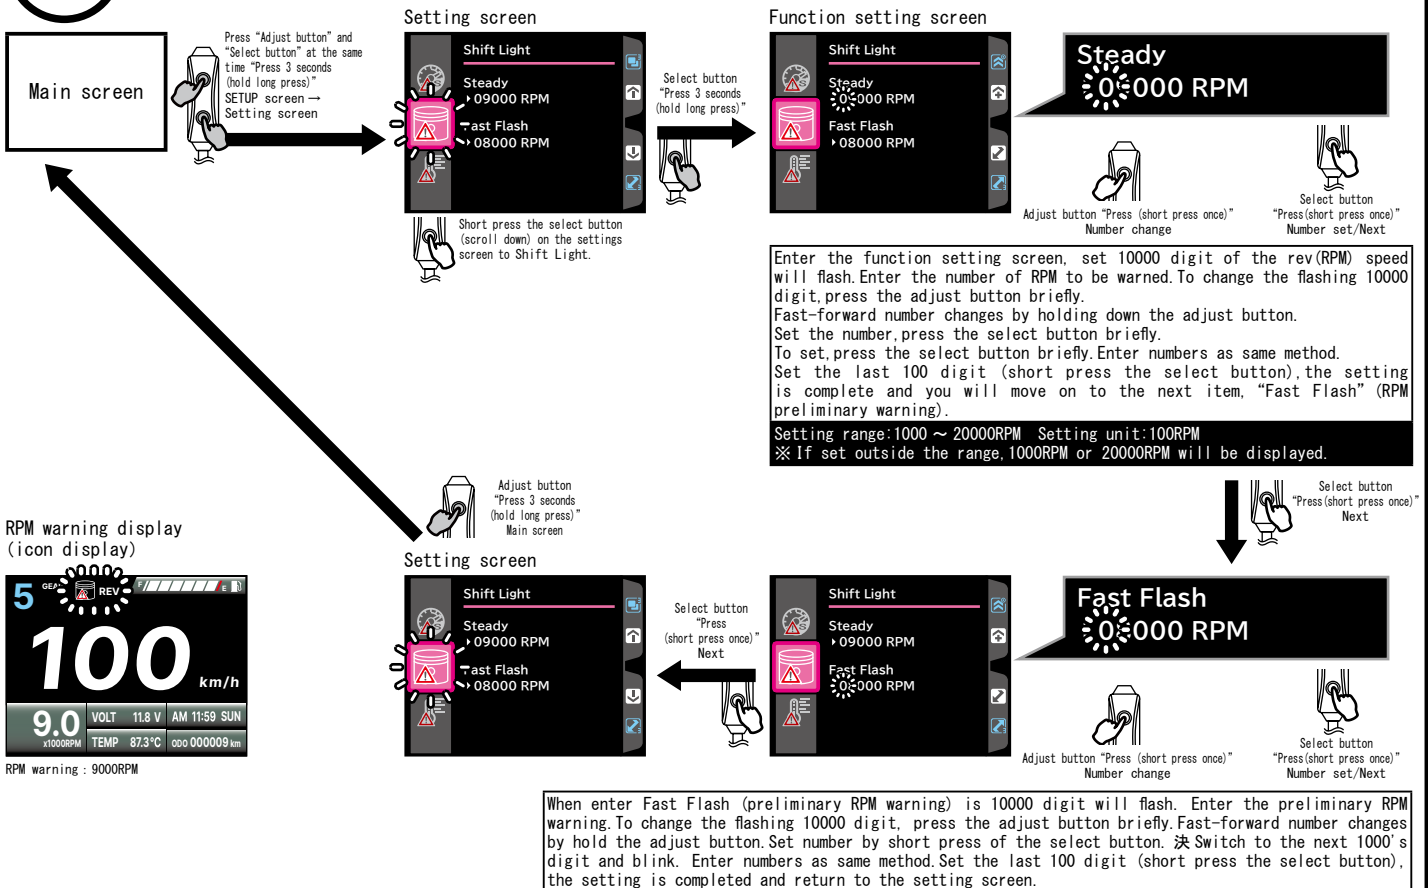 Setting screen
Function setting screen
Press “Adjust button” and
“Select button” at the same
time “Press 3 seconds
(hold long press)”
SETUP screen →
Setting screen
Main screen
Shift Light
Steady
09000 RPM
Fast Flash
08000 RPM
Select button
“Press 3 seconds
(hold long press)”
Shift Light
Steady
0 000 RPM
Fast Flash
08000 RPM
Steady
0 000 RPM
Short press the select button
(scroll down) on the settings
screen to Shift Light.
Adjust button “Press (short press once)”
Number change
Select button
“Press(short press once)”
Number set/Next
Enter the function setting screen, set 10000 digit of the rev(RPM) speed
will flash.Enter the number of RPM to be warned.To change the flashing 10000
digit,press the adjust button briefly.
Fast-forward number changes by holding down the adjust button.
Set the number,press the select button briefly.
To set,press the select button briefly.Enter numbers as same method.
Set the last 100 digit (short press the select button),the setting
is complete and you will move on to the next item, “Fast Flash”(RPM
preliminary warning).
Setting range:1000 ～ 20000RPM  Setting unit:100RPM
※ If set outside the range,1000RPM or 20000RPM will be displayed.
Adjust button
“Press 3 seconds
(hold long press)”
Main screen
Select button
“Press(short press once)”
Next
RPM warning display
(icon display)
5 GEA REV F E
100 km/h
9.0 x1000RPM
VOLT 11.8 V AM 11:59 SUN
TEMP 87.3°C ODO 000009 km
RPM warning : 9000RPM
Setting screen
Shift Light
Steady
09000 RPM
Fast Flash
08000 RPM
Select button
“Press
(short press once)”
Next
Shift Light
Steady
09000 RPM
Fast Flash
0 000 RPM
Fast Flash
0 000 RPM
Adjust button “Press (short press once)”
Number change
Select button
“Press(short press once)”
Number set/Next
When enter Fast Flash (preliminary RPM warning) is 10000 digit will flash. Enter the preliminary RPM
warning.To change the flashing 10000 digit, press the adjust button briefly.Fast-forward number changes
by hold the adjust button.Set number by short press of the select button. 決 Switch to the next 1000's
digit and blink. Enter numbers as same method.Set the last 100 digit (short press the select button),
the setting is completed and return to the setting screen.